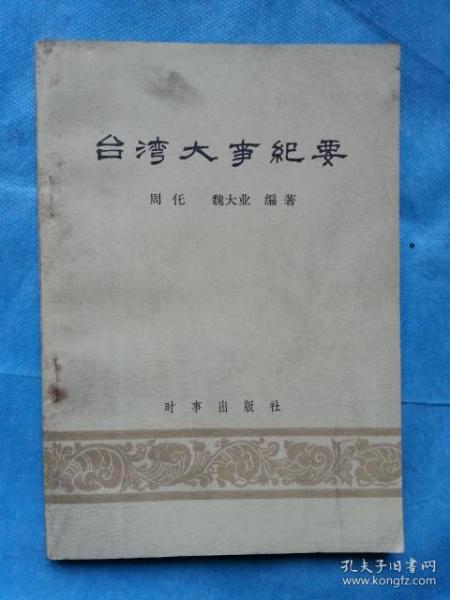 台湾大事紀要
周任 魏大业 编著
时事出版社
孔夫子旧书网
www.kongfz.com